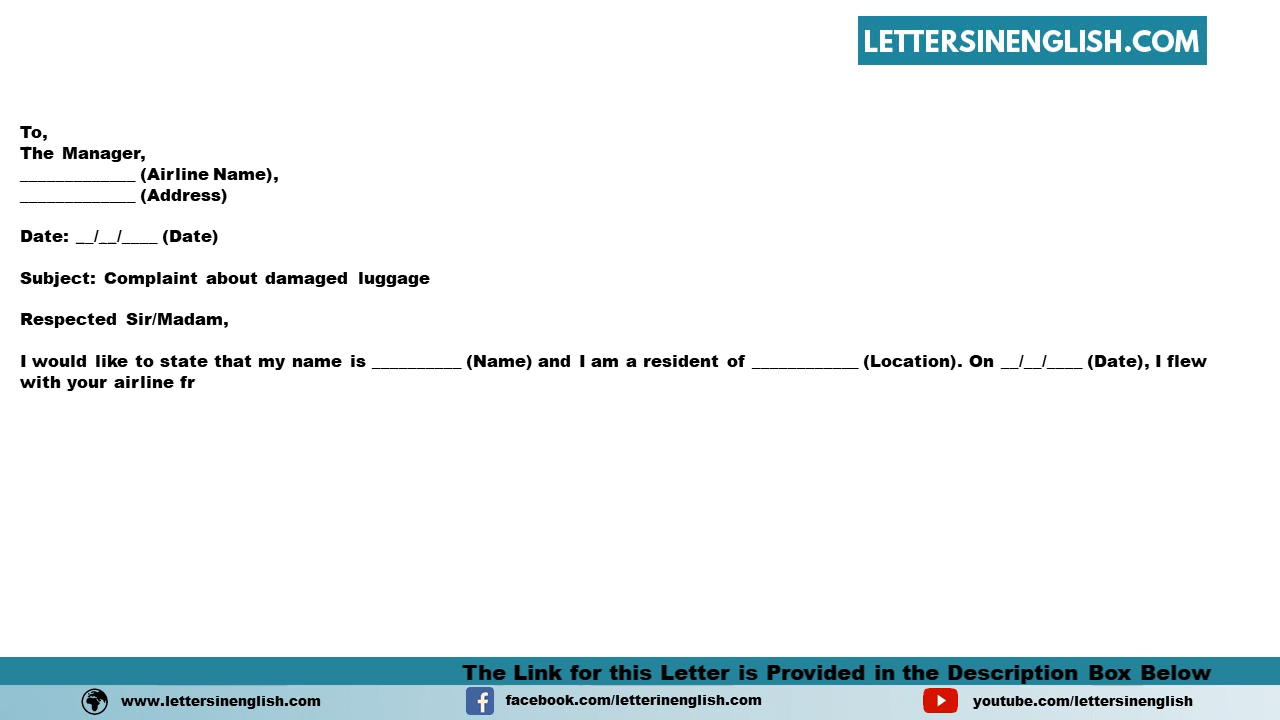 LETTERSINENGLISH.COM
To,
The Manager,
_____________ (Airline Name),
_____________ (Address)
Date: __/__/____ (Date)
Subject: Complaint about damaged luggage
Respected Sir/Madam,
I would like to state that my name is __________ (Name) and I am a resident of ____________ (Location). On __/__/____ (Date), I flew
with your airline fr
The Link for this Letter is Provided in the Description Box Below
www.lettersinenglish.com
facebook.com/letterinenglish.com
youtube.com/lettersinenglish